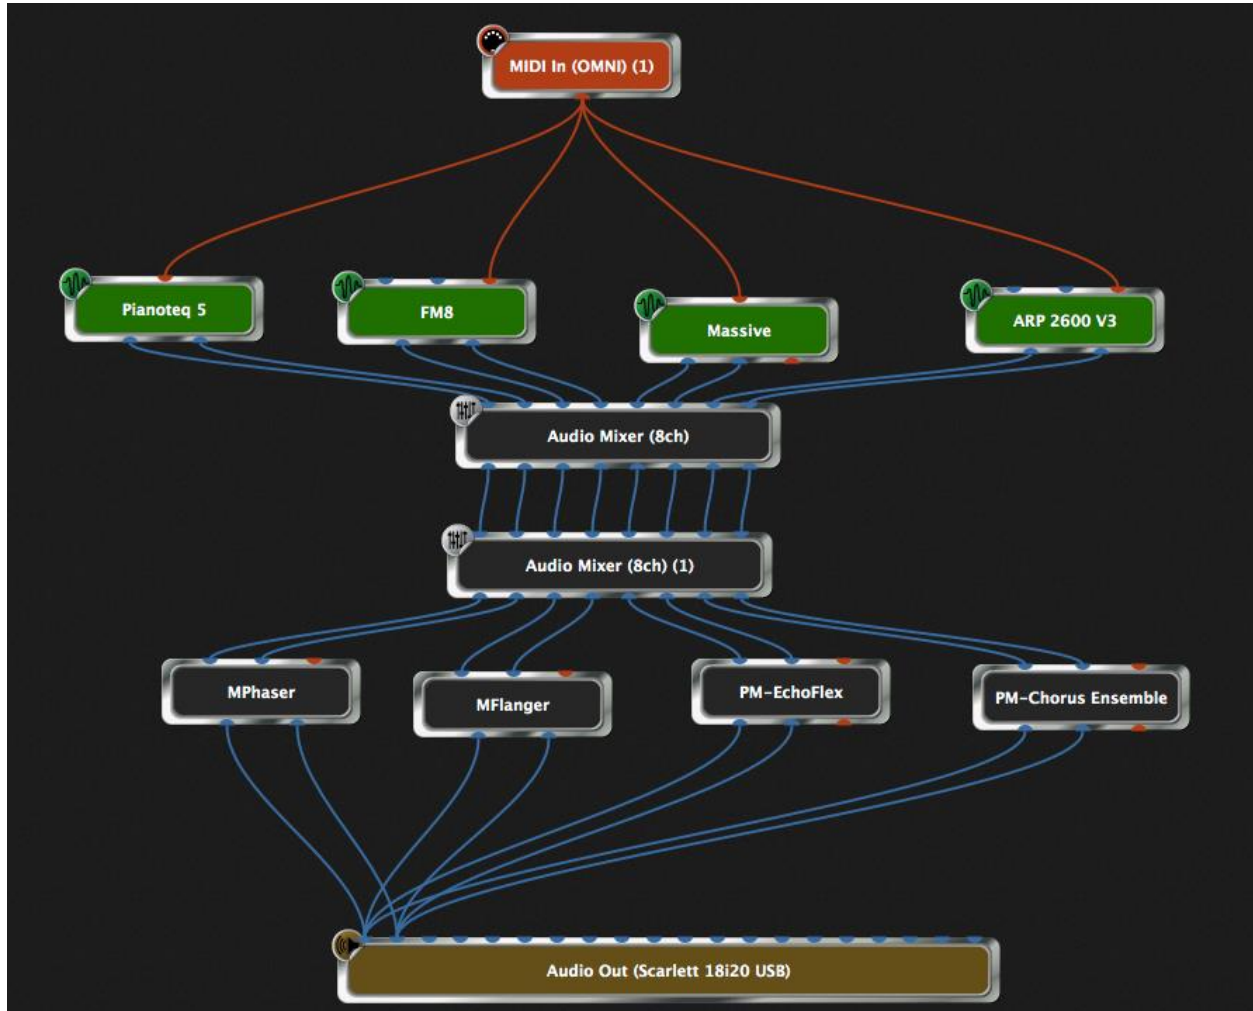 MIDI In (OMNI) (1)
Pianoteq 5
FM8
Massive
ARP 2600 V3
Audio Mixer (8ch)
Audio Mixer (8ch) (1)
MPhaser
MFlanger
PM-EchoFlex
PM-Chorus Ensemble
Audio Out (Scarlett 18i20 USB)